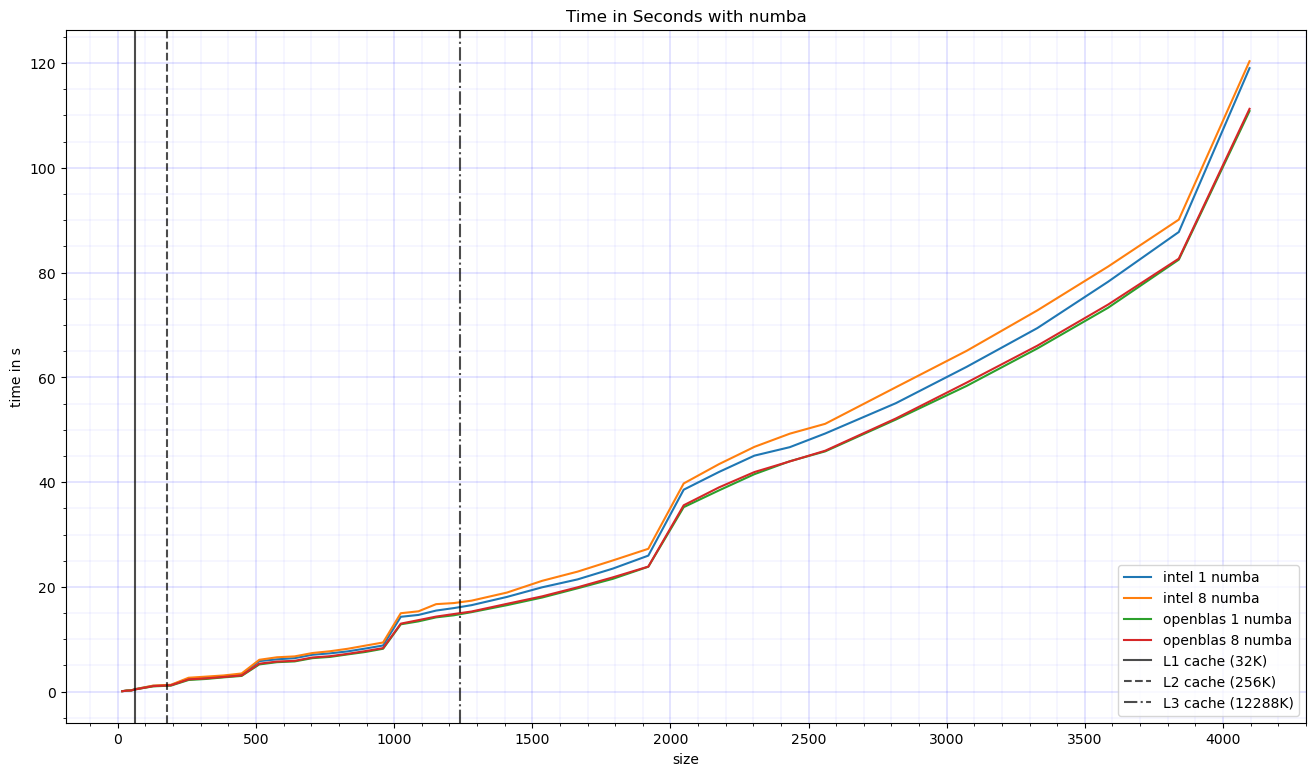 Time in Seconds with numba
120
100
80
60
40
20
0
time in s
intel 1 numba
intel 8 numba
openblas 1 numba
openblas 8 numba
L1 cache (32K)
L2 cache (256K)
L3 cache (12288K)
0 500 1000 1500 2000 2500 3000 3500 4000
size